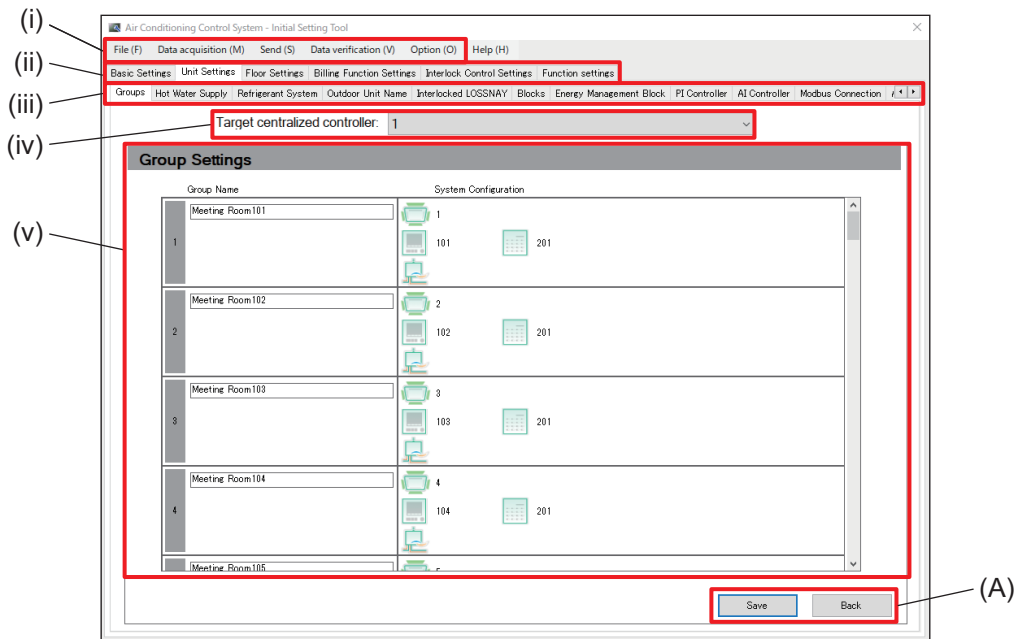 (i)
Air Conditioning Control System - Initial Setting Tool
File (F) Data acquisition (M) Send (S) Data verification (V) Option (O) Help (H)
(ii)
Basic Settings Unit Settings Floor Settings Billing Function Settings Interlock Control Settings Function settings
(iii)
Groups Hot Water Supply Refrigerant System Outdoor Unit Name Interlocked LOSSNAY Blocks Energy Management Block PI Controller AI Controller Modbus Connection
(iv)
Target centralized controller: 1
Group Settings
Group Name System Configuration
(v)
Meeting Room101 1
1 101 201
Meeting Room102 2
2 102 201
Meeting Room103 3
3 103 201
Meeting Room104 4
4 104 201
Meeting Room105
Save Back
(A)